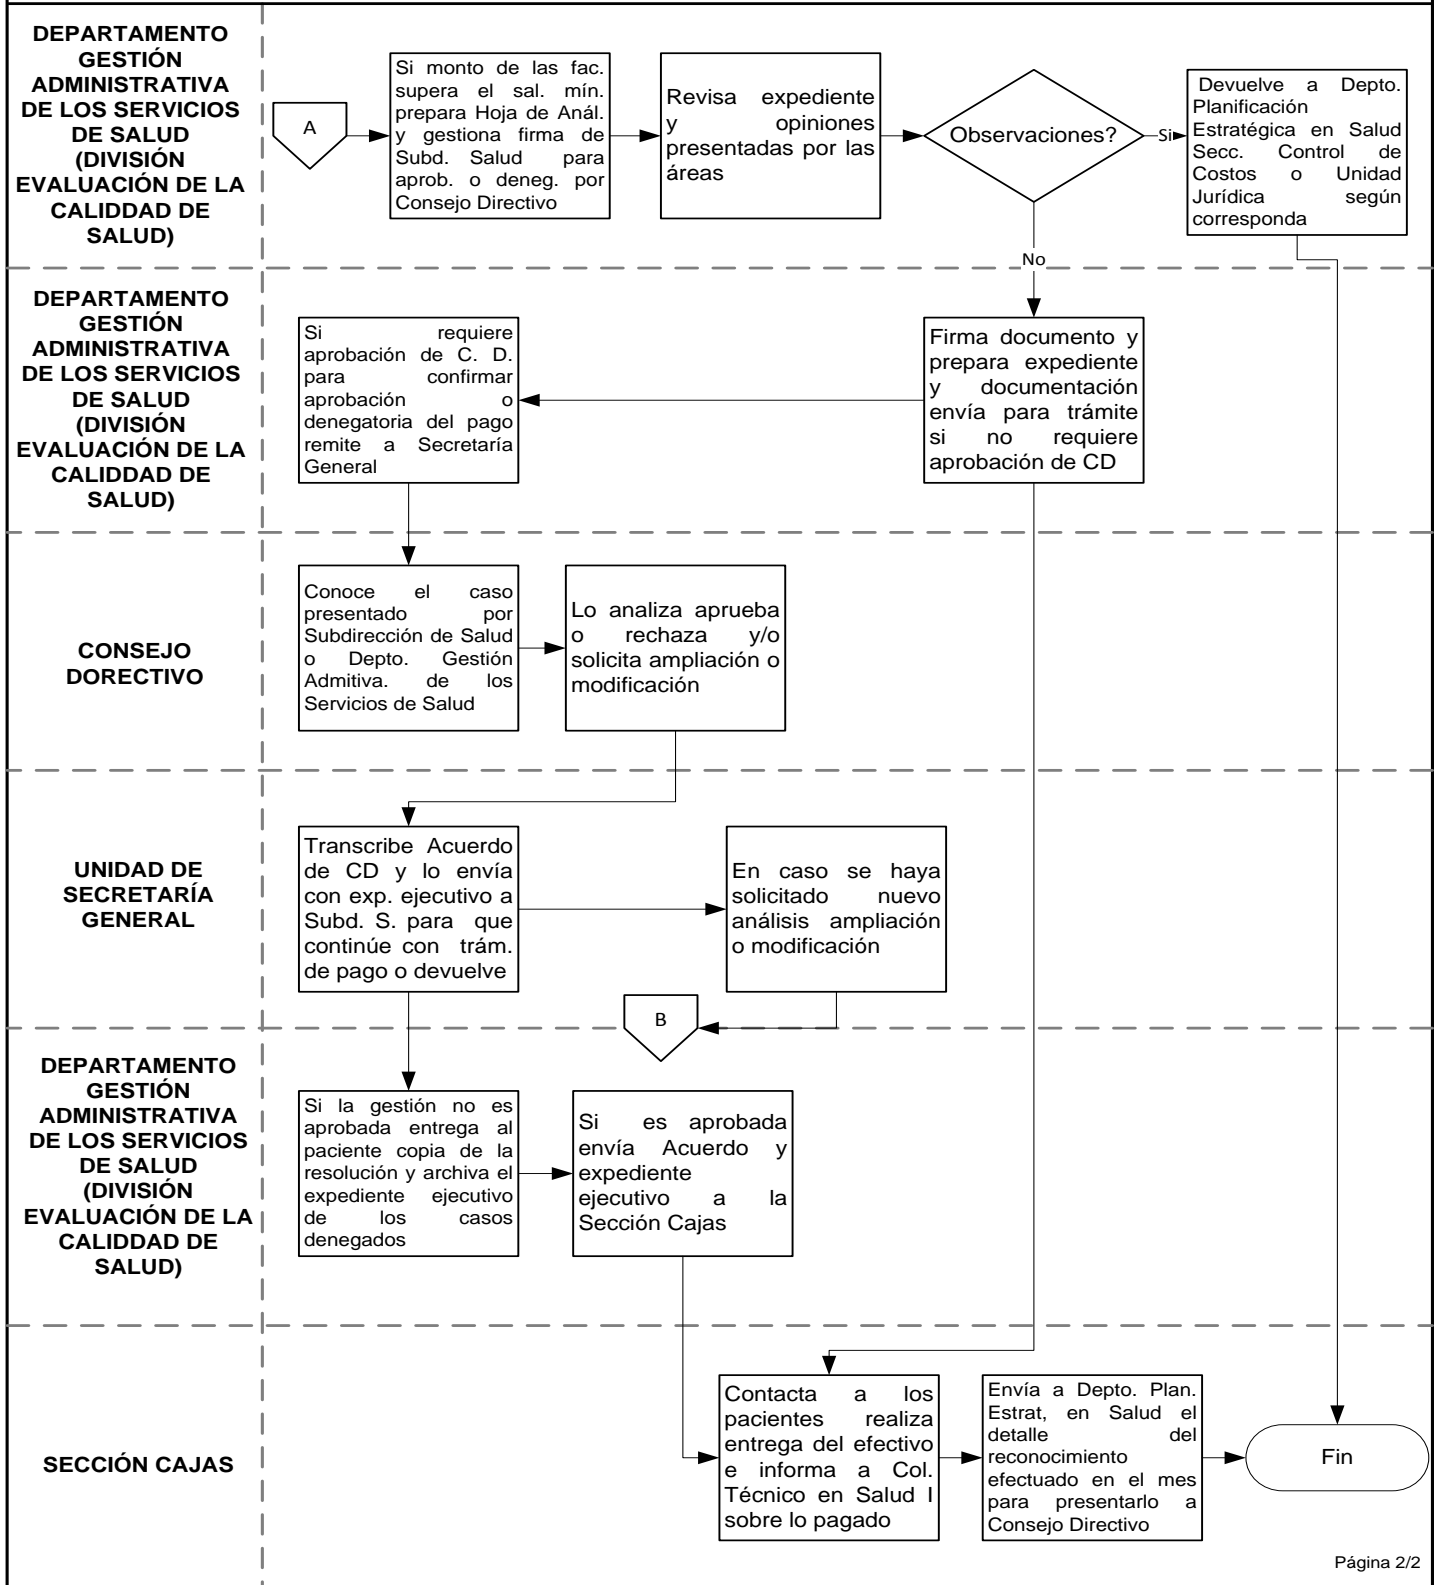 DEPARTAMENTO
GESTIÓN
ADMINISTRATIVA
DE LOS SERVICIOS
DE SALUD
(DIVISIÓN
EVALUACIÓN DE LA
CALIDDAD DE
SALUD)
A
Si monto de las fac.
supera el sal. mín.
prepara Hoja de Anál.
y gestiona firma de
Subd. Salud para
aprob. o deneg. por
Consejo Directivo
Revisa expediente
y opiniones
presentadas por las
áreas
Observaciones?
Si
Devuelve a Depto.
Planificación
Estratégica en Salud
Secc. Control de
Costos o Unidad
Jurídica según
corresponda
No
DEPARTAMENTO
GESTIÓN
ADMINISTRATIVA
DE LOS SERVICIOS
DE SALUD
(DIVISIÓN
EVALUACIÓN DE LA
CALIDDAD DE
SALUD)
Si requiere
aprobación de C. D.
para confirmar
aprobación o
denegatoria del pago
remite a Secretaría
General
Firma documento y
prepara expediente
y documentación
envía para trámite
si no requiere
aprobación de CD
CONSEJO
DORECTIVO
Conoce el caso
presentado por
Subdirección de Salud
o Depto. Gestión
Admitiva. de los
Servicios de Salud
Lo analiza aprueba
o rechaza y/o
solicita ampliación o
modificación
UNIDAD DE
SECRETARÍA
GENERAL
Transcribe Acuerdo
de CD y lo envía
con exp. ejecutivo a
Subd. S. para que
continúe con trám.
de pago o devuelve
En caso se haya
solicitado nuevo
análisis ampliación
o modificación
B
DEPARTAMENTO
GESTIÓN
ADMINISTRATIVA
DE LOS SERVICIOS
DE SALUD
(DIVISIÓN
EVALUACIÓN DE LA
CALIDDAD DE
SALUD)
Si la gestión no es
aprobada entrega al
paciente copia de la
resolución y archiva el
expediente ejecutivo
de los casos
denegados
Si es aprobada
envía Acuerdo y
expediente
ejecutivo a la
Sección Cajas
SECCIÓN CAJAS
Contacta a los
pacientes realiza
entrega del efectivo
e informa a Col.
Técnico en Salud I
sobre lo pagado
Envía a Depto. Plan.
Estrat, en Salud el
detalle del
reconocimiento
efectuado en el mes
para presentarlo a
Consejo Directivo
Fin
Página 2/2